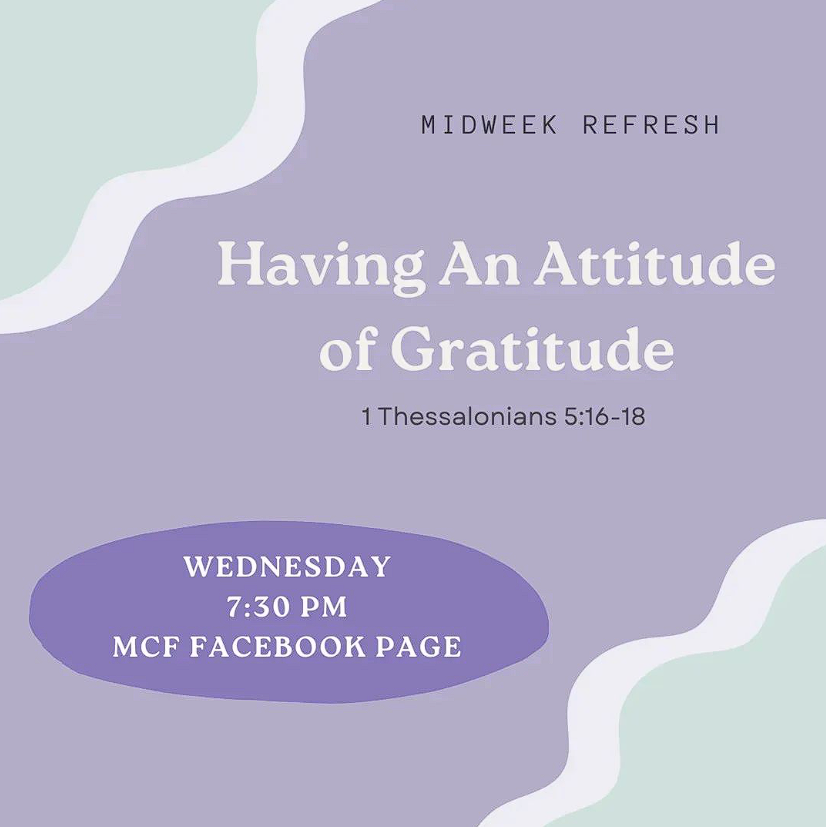 MIDWEEK REFRESH
Having An Attitude
of Gratitude
1 Thessalonians 5:16-18
WEDNESDAY
7:30 PM
MCF FACEBOOK PAGE